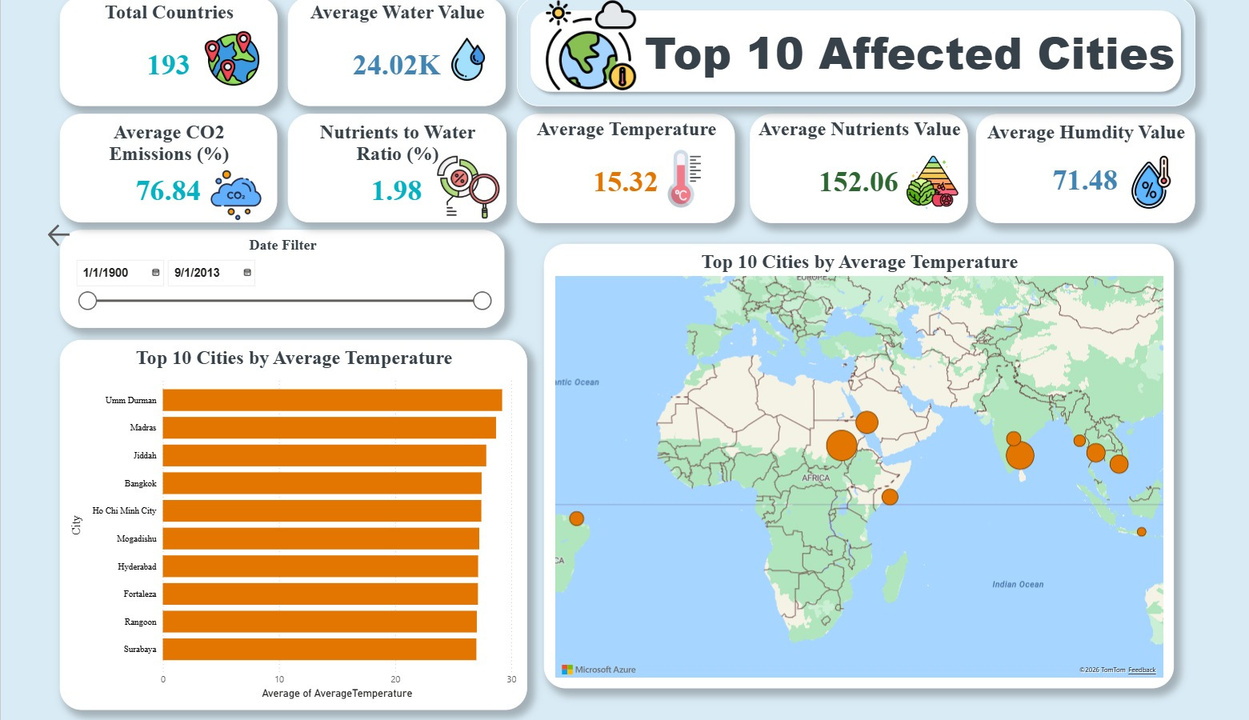 Total Countries
193
Average Water Value
24.02K
Top 10 Affected Cities
Average CO2
Emissions (%)
76.84
CO₂
Nutrients to Water
Ratio (%)
1.98
%
Average Temperature
15.32
°C
Average Nutrients Value
152.06
Average Humdity Value
71.48
%
Date Filter
1/1/1900
9/1/2013
Top 10 Cities by Average Temperature
Umm Durman
Madras
Jiddah
Bangkok
Ho Chi Minh City
Mogadishu
Hyderabad
Fortaleza
Rangoon
Surabaya
City
0 10 20 30
Average of AverageTemperature
Top 10 Cities by Average Temperature
EUROPE
ntic Ocean
AFRICA
CA
Indian Ocean
Microsoft Azure
©2026 TomTom Feedback